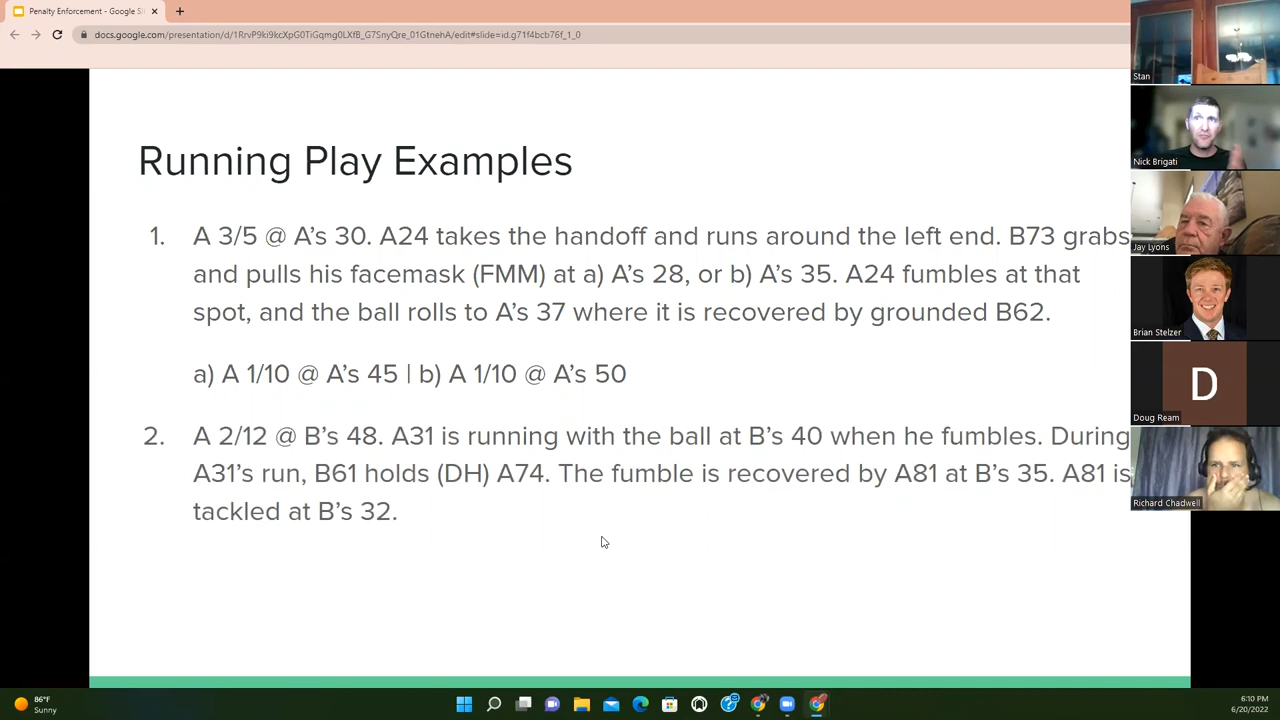 Penalty Enforcement - Google Sl
docs.google.com/presentation/d/1RrvP9ki9kcXpG0TiGqmg0LXfB_G7SnyQre_01GtnehA/edit#slide=id.g71f4bcb76f_1_0
Running Play Examples
1. A 3/5 @ A's 30. A24 takes the handoff and runs around the left end. B73 grabs
and pulls his facemask (FMM) at a) A's 28, or b) A's 35. A24 fumbles at that
spot, and the ball rolls to A's 37 where it is recovered by grounded B62.
a) A 1/10 @ A's 45 | b) A 1/10 @ A's 50
2. A 2/12 @ B's 48. A31 is running with the ball at B's 40 when he fumbles. During
A31's run, B61 holds (DH) A74. The fumble is recovered by A81 at B's 35. A81 is
tackled at B's 32.
Stan
Nick Brigati
Jay Lyons
Brian Stelzer
D
Doug Ream
Richard Chadwell
86°F
Sunny
6:10 PM
6/20/2022